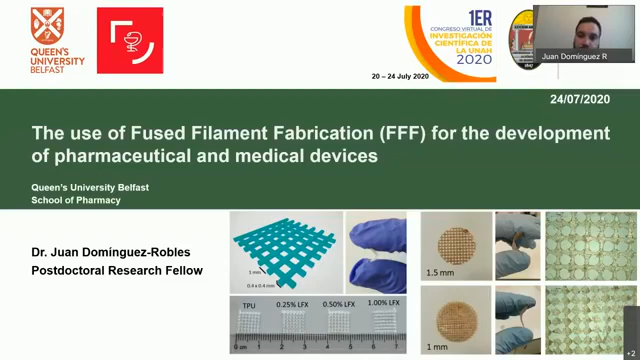 QUEEN'S
UNIVERSITY
BELFAST
1ER
CONGRESO VIRTUAL DE
INVESTIGACIÓN
CIENTÍFICA DE
LA UNAH
2020
Juan Domínguez R
20 – 24 July 2020
24/07/2020
The use of Fused Filament Fabrication (FFF) for the development
of pharmaceutical and medical devices
Queen's University Belfast
School of Pharmacy
Dr. Juan Domínguez-Robles
Postdoctoral Research Fellow
1 mm
0.4 x 0.4 mm
1.5 mm
TPU 0.25% LFX 0.50% LFX 1.00% LFX
0 cm 1 2 3 4 5 6 7
1 mm
+2